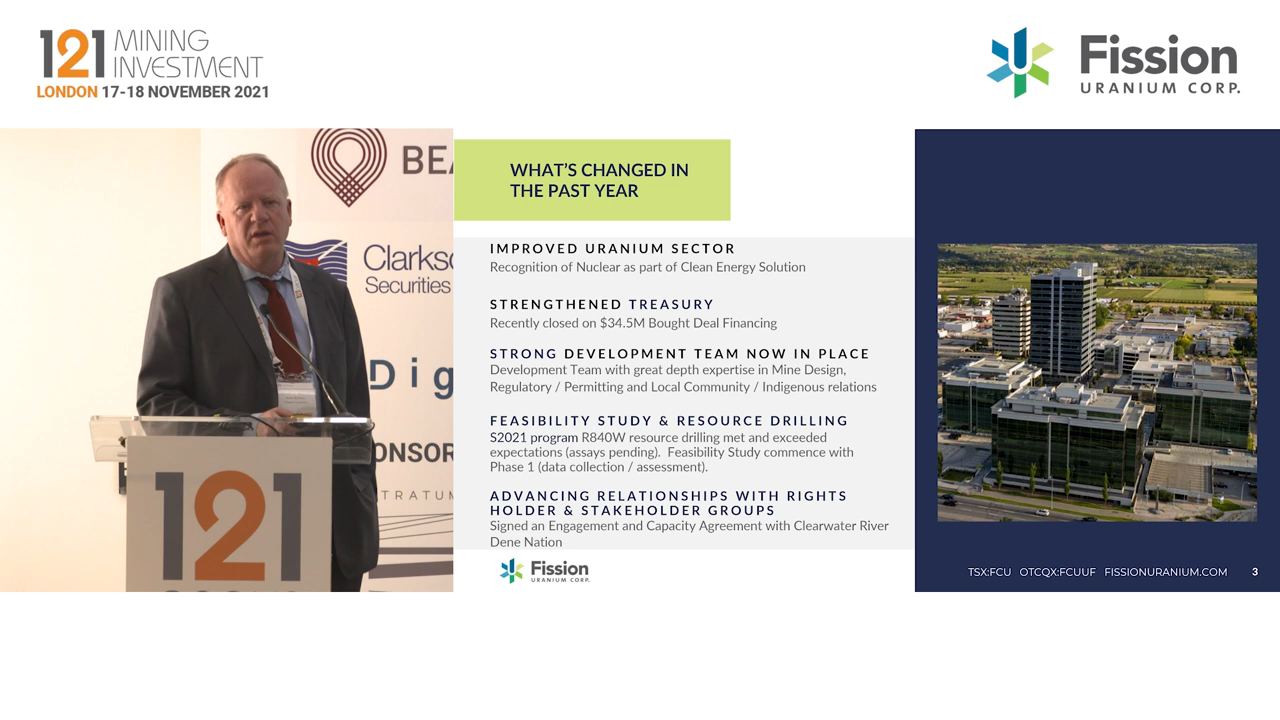 121 MINING
INVESTMENT
LONDON 17-18 NOVEMBER 2021
Fission
URANIUM CORP.
BEA
Clarks
Securities
Dig
ONSOR
TRATUM
121
WHAT'S CHANGED IN
THE PAST YEAR
IMPROVED URANIUM SECTOR
Recognition of Nuclear as part of Clean Energy Solution
STRENGTHENED TREASURY
Recently closed on $34.5M Bought Deal Financing
STRONG DEVELOPMENT TEAM NOW IN PLACE
Development Team with great depth expertise in Mine Design,
Regulatory / Permitting and Local Community / Indigenous relations
FEASIBILITY STUDY & RESOURCE DRILLING
S2021 program R840W resource drilling met and exceeded
expectations (assays pending). Feasibility Study commence with
Phase 1 (data collection / assessment).
ADVANCING RELATIONSHIPS WITH RIGHTS
HOLDER & STAKEHOLDER GROUPS
Signed an Engagement and Capacity Agreement with Clearwater River
Dene Nation
Fission
URANIUM CORP.
TSX:FCU OTCQX:FCUUF FISSIONURANIUM.COM 3